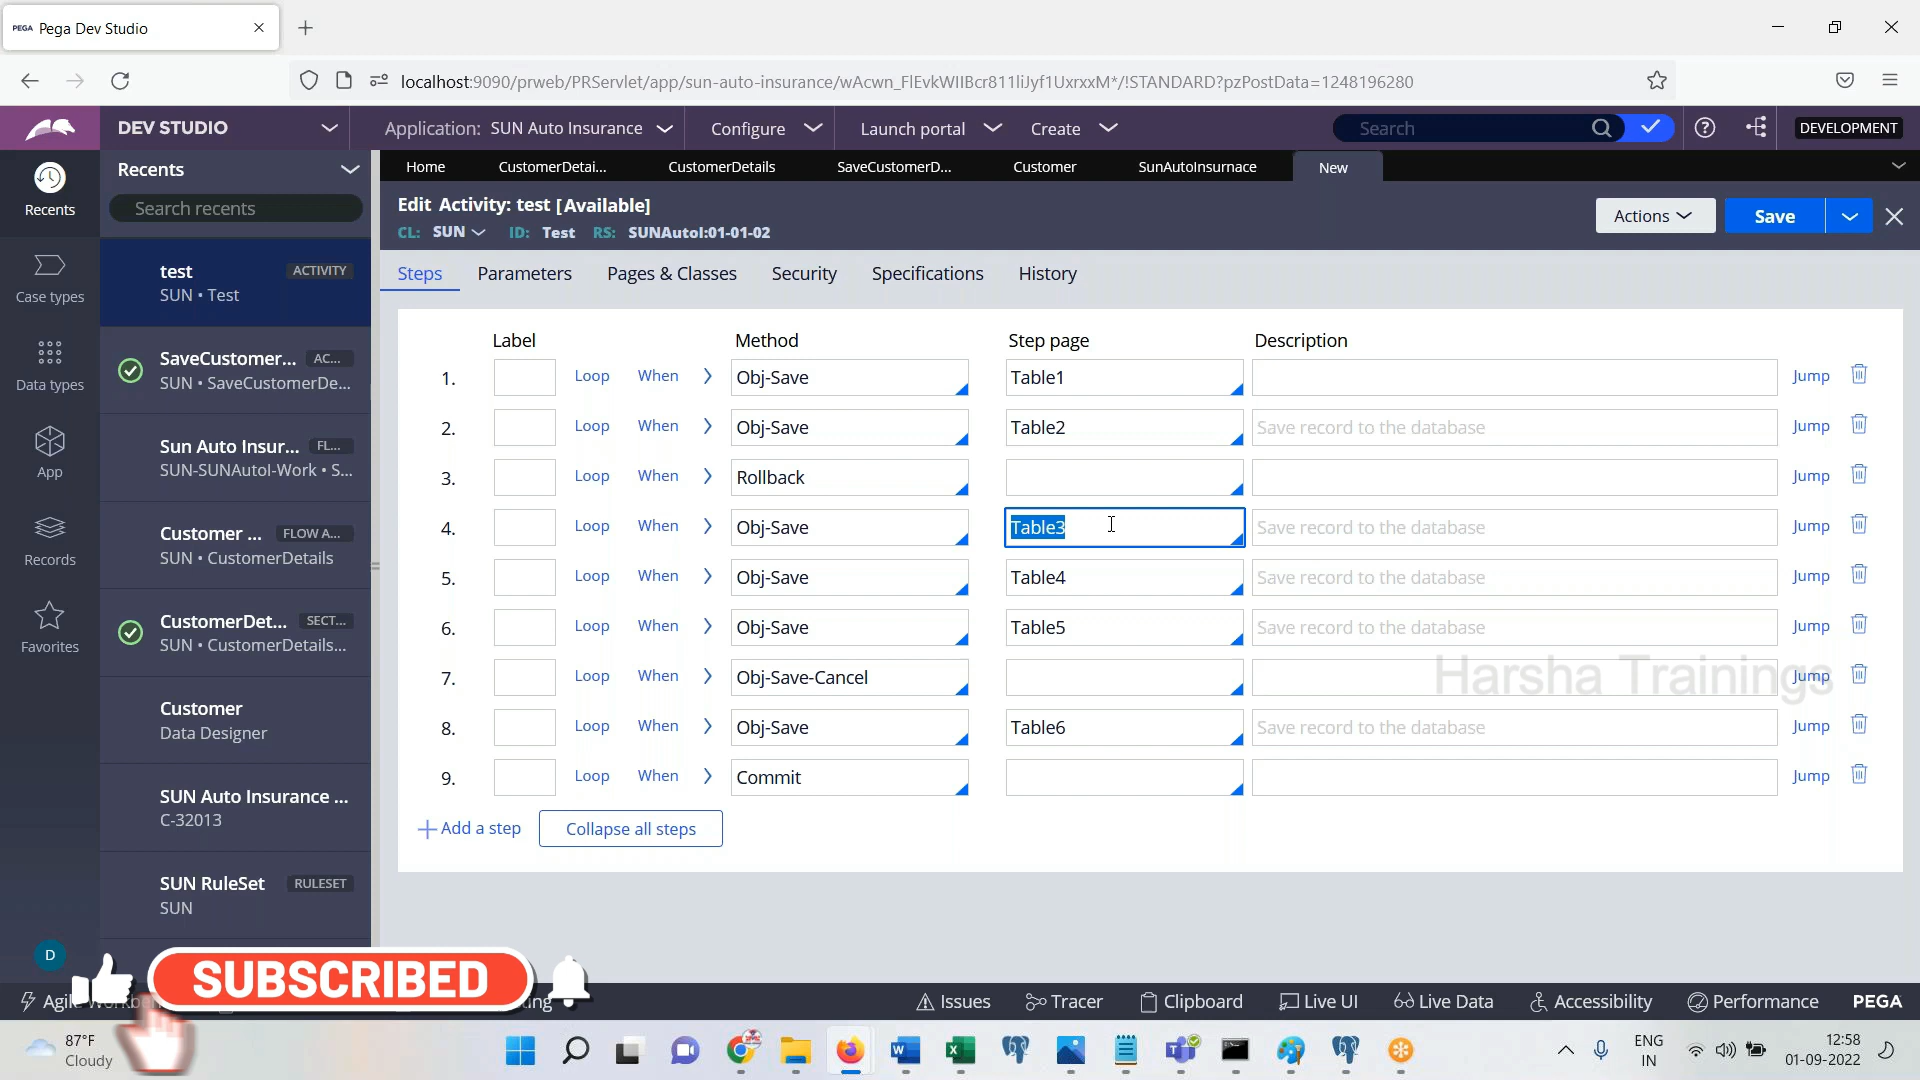 PEGA Pega Dev Studio
localhost:9090/prweb/PRServlet/app/sun-auto-insurance/wAcwn_FlEvkWIIBcr811liJyf1UxrxxM*/!STANDARD?pzPostData=1248196280
DEV STUDIO Application: SUN Auto Insurance Configure Launch portal Create Search DEVELOPMENT
Recents
Search recents
Recents
Case types
Data types
App
Records
Favorites
D
test ACTIVITY
SUN • Test
SaveCustomer... AC...
SUN • SaveCustomerDe...
Sun Auto Insur... FL...
SUN-SUNAutoI-Work • S...
Customer ... FLOW A...
SUN • CustomerDetails
CustomerDet... SECT...
SUN • CustomerDetails...
Customer
Data Designer
SUN Auto Insurance ...
C-32013
SUN RuleSet RULESET
SUN
Home CustomerDetai... CustomerDetails SaveCustomerD... Customer SunAutoInsurnace New
Edit Activity: test [Available]
CL: SUN ID: Test RS: SUNAutoI:01-01-02
Actions Save
Steps Parameters Pages & Classes Security Specifications History
Label Method Step page Description
1. Loop When Obj-Save Table1 Jump
2. Loop When Obj-Save Table2 Save record to the database Jump
3. Loop When Rollback Jump
4. Loop When Obj-Save Table3 Save record to the database Jump
5. Loop When Obj-Save Table4 Save record to the database Jump
6. Loop When Obj-Save Table5 Save record to the database Jump
7. Loop When Obj-Save-Cancel Jump
8. Loop When Obj-Save Table6 Save record to the database Jump
9. Loop When Commit Jump
Harsha Trainings
Add a step Collapse all steps
SUBSCRIBED
Issues Tracer Clipboard Live UI Live Data Accessibility Performance PEGA
87°F
Cloudy
ENG
IN
12:58
01-09-2022